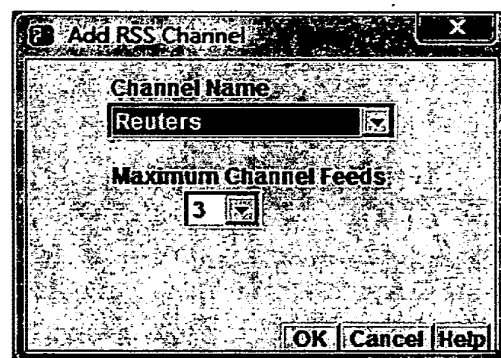 Add RSS Channel
Channel Name
Reuters
Maximum Channel Feeds
3
OK Cancel Help